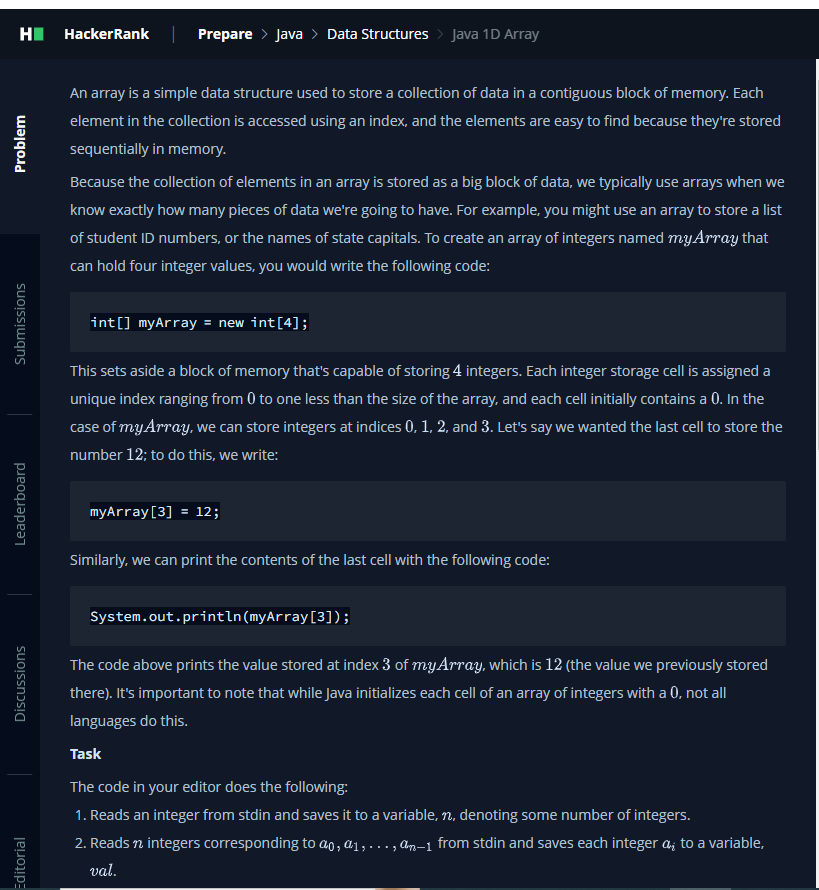 H HackerRank | Prepare > Java > Data Structures > Java 1D Array
Problem
Submissions
Leaderboard
Discussions
Editorial
An array is a simple data structure used to store a collection of data in a contiguous block of memory. Each
element in the collection is accessed using an index, and the elements are easy to find because they're stored
sequentially in memory.
Because the collection of elements in an array is stored as a big block of data, we typically use arrays when we
know exactly how many pieces of data we're going to have. For example, you might use an array to store a list
of student ID numbers, or the names of state capitals. To create an array of integers named myArray that
can hold four integer values, you would write the following code:
int[] myArray = new int[4];
This sets aside a block of memory that's capable of storing 4 integers. Each integer storage cell is assigned a
unique index ranging from 0 to one less than the size of the array, and each cell initially contains a 0. In the
case of myArray, we can store integers at indices 0, 1, 2, and 3. Let's say we wanted the last cell to store the
number 12; to do this, we write:
myArray[3] = 12;
Similarly, we can print the contents of the last cell with the following code:
System.out.println(myArray[3]);
The code above prints the value stored at index 3 of myArray, which is 12 (the value we previously stored
there). It's important to note that while Java initializes each cell of an array of integers with a 0, not all
languages do this.
Task
The code in your editor does the following:
1. Reads an integer from stdin and saves it to a variable, n, denoting some number of integers.
2. Reads n integers corresponding to a₀, a₁, . . . , aₙ₋₁ from stdin and saves each integer aᵢ to a variable,
val.